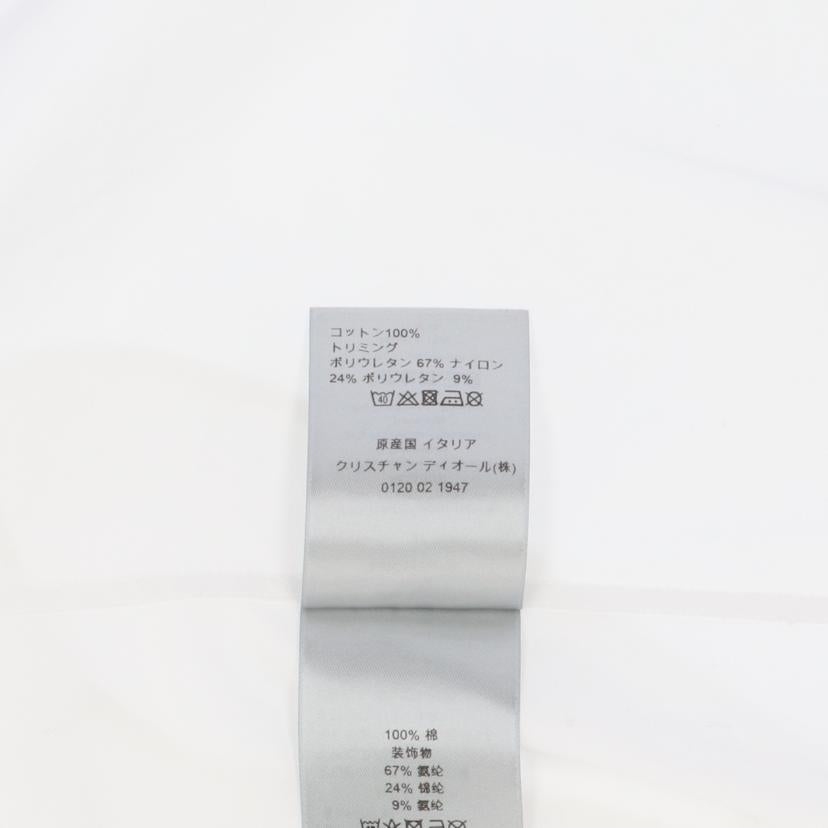 コットン100%
トリミング
ポリウレタン 67% ナイロン
24% ポリウレタン 9%
40
原産国 イタリア
クリスチャン ディオール(株)
0120 02 1947
100% 棉
装饰物
67% 氨纶
24% 锦纶
9% 氨纶